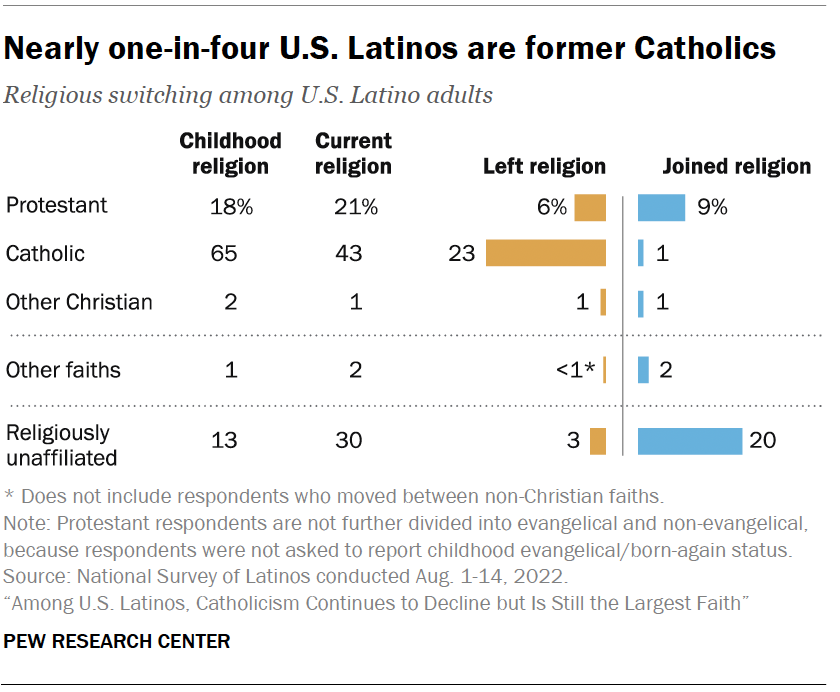 Nearly one-in-four U.S. Latinos are former Catholics
Religious switching among U.S. Latino adults
Childhood religion Current religion Left religion Joined religion
Protestant 18% 21% 6% 9%
Catholic 65 43 23 1
Other Christian 2 1 1 1
Other faiths 1 2 <1* 2
Religiously unaffiliated 13 30 3 20
* Does not include respondents who moved between non-Christian faiths.
Note: Protestant respondents are not further divided into evangelical and non-evangelical,
because respondents were not asked to report childhood evangelical/born-again status.
Source: National Survey of Latinos conducted Aug. 1-14, 2022.
“Among U.S. Latinos, Catholicism Continues to Decline but Is Still the Largest Faith”
PEW RESEARCH CENTER